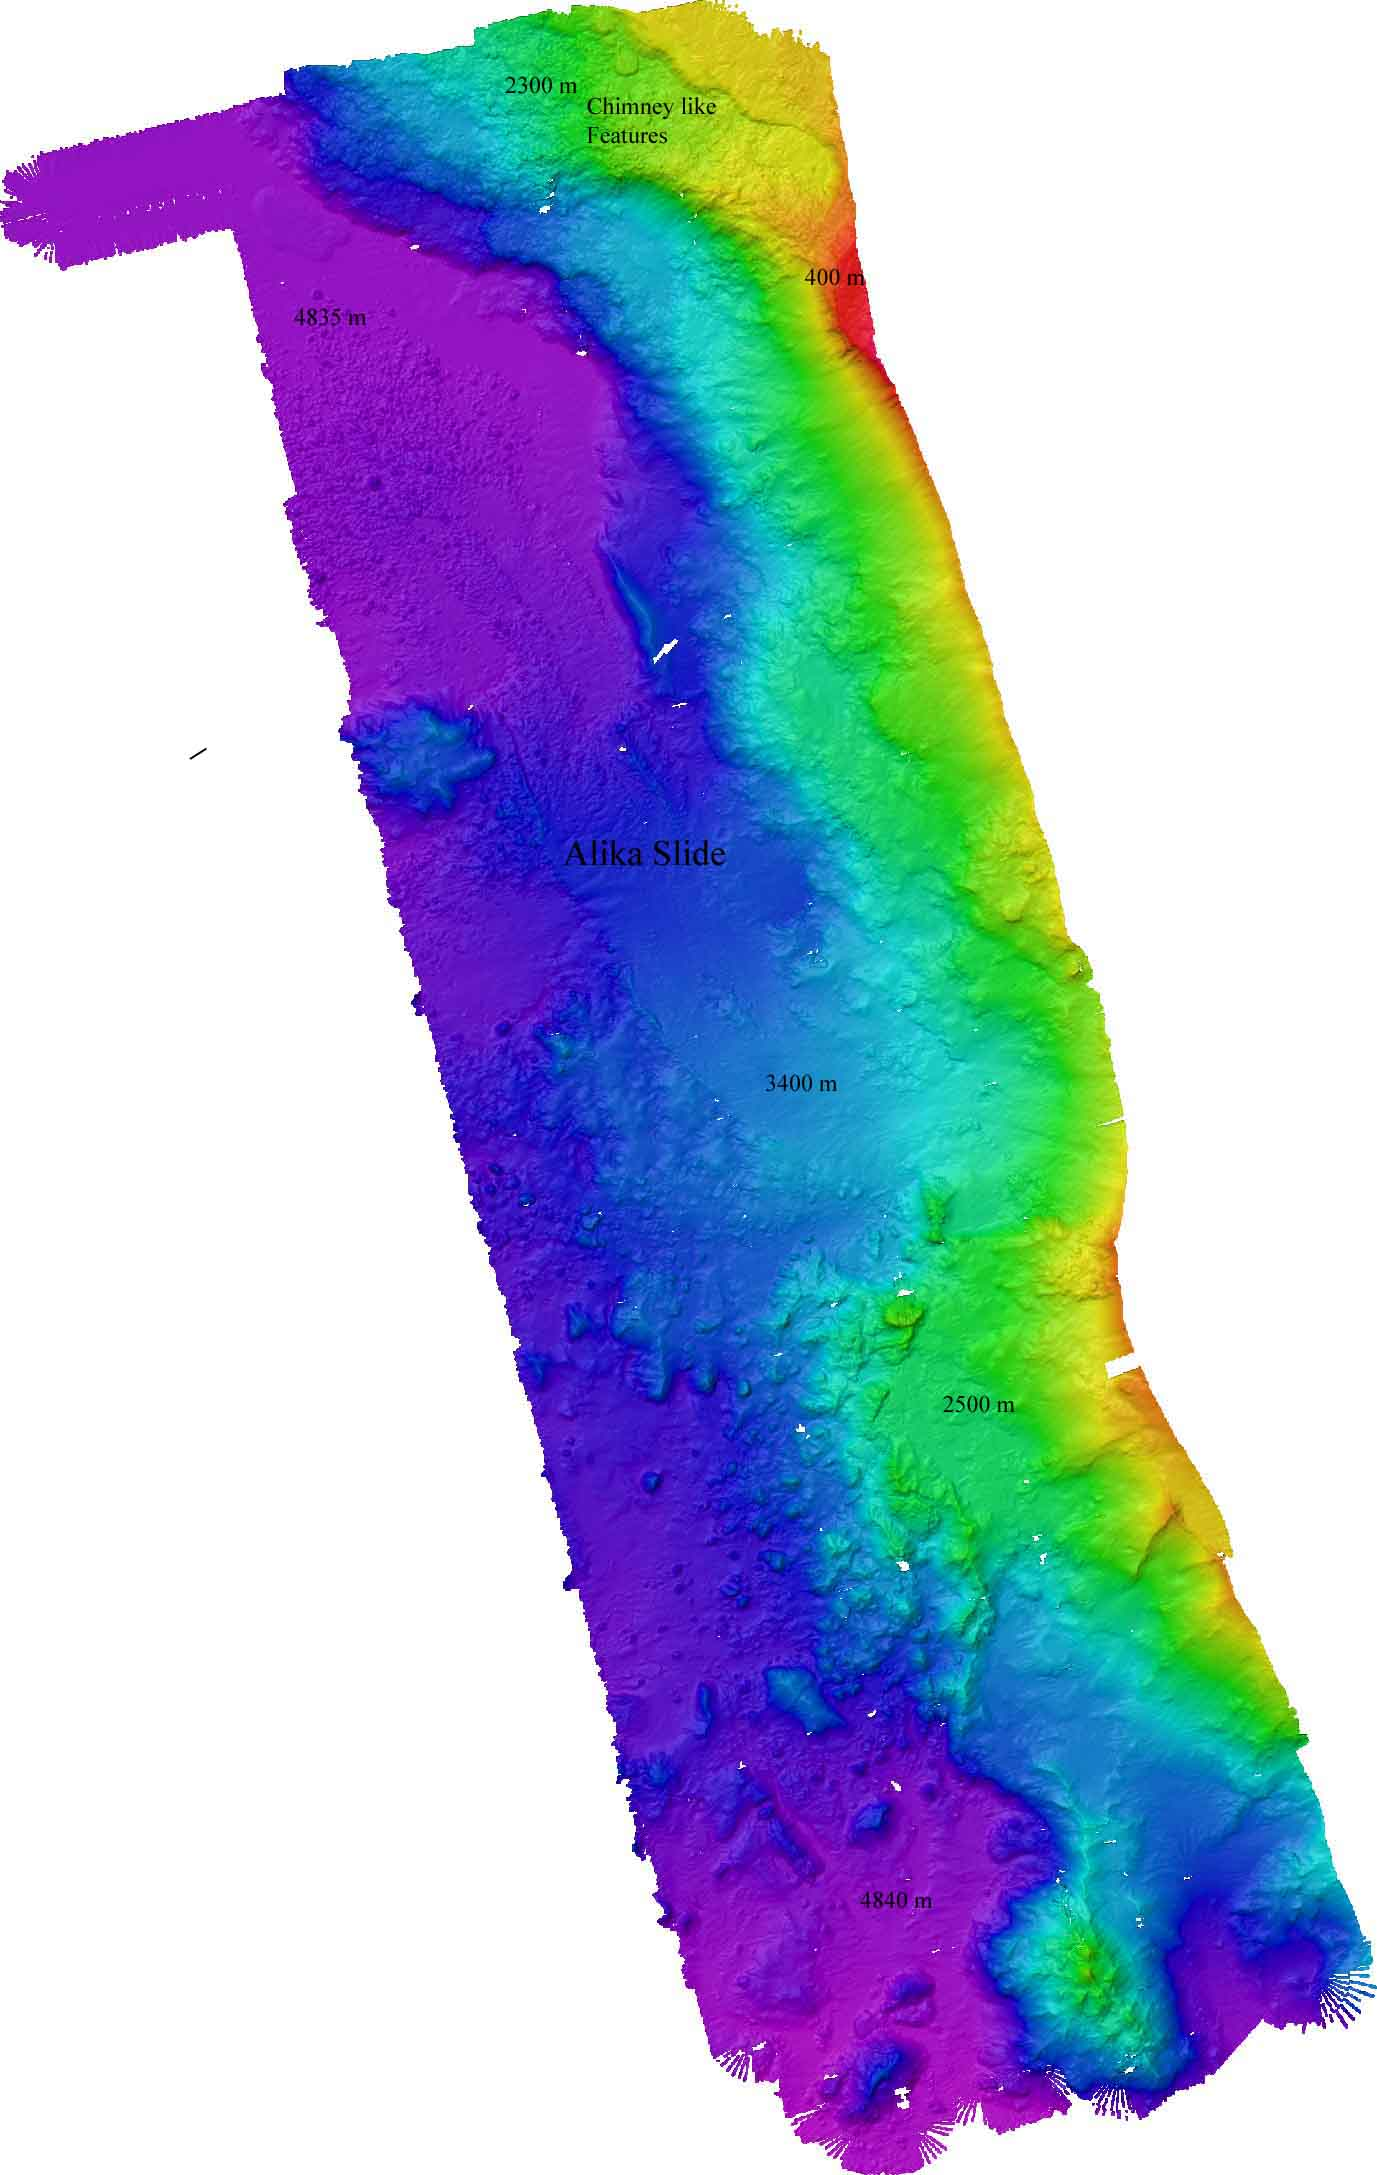 2300 m
Chimney like
Features
400 m
4835 m
Alika Slide
3400 m
2500 m
4840 m